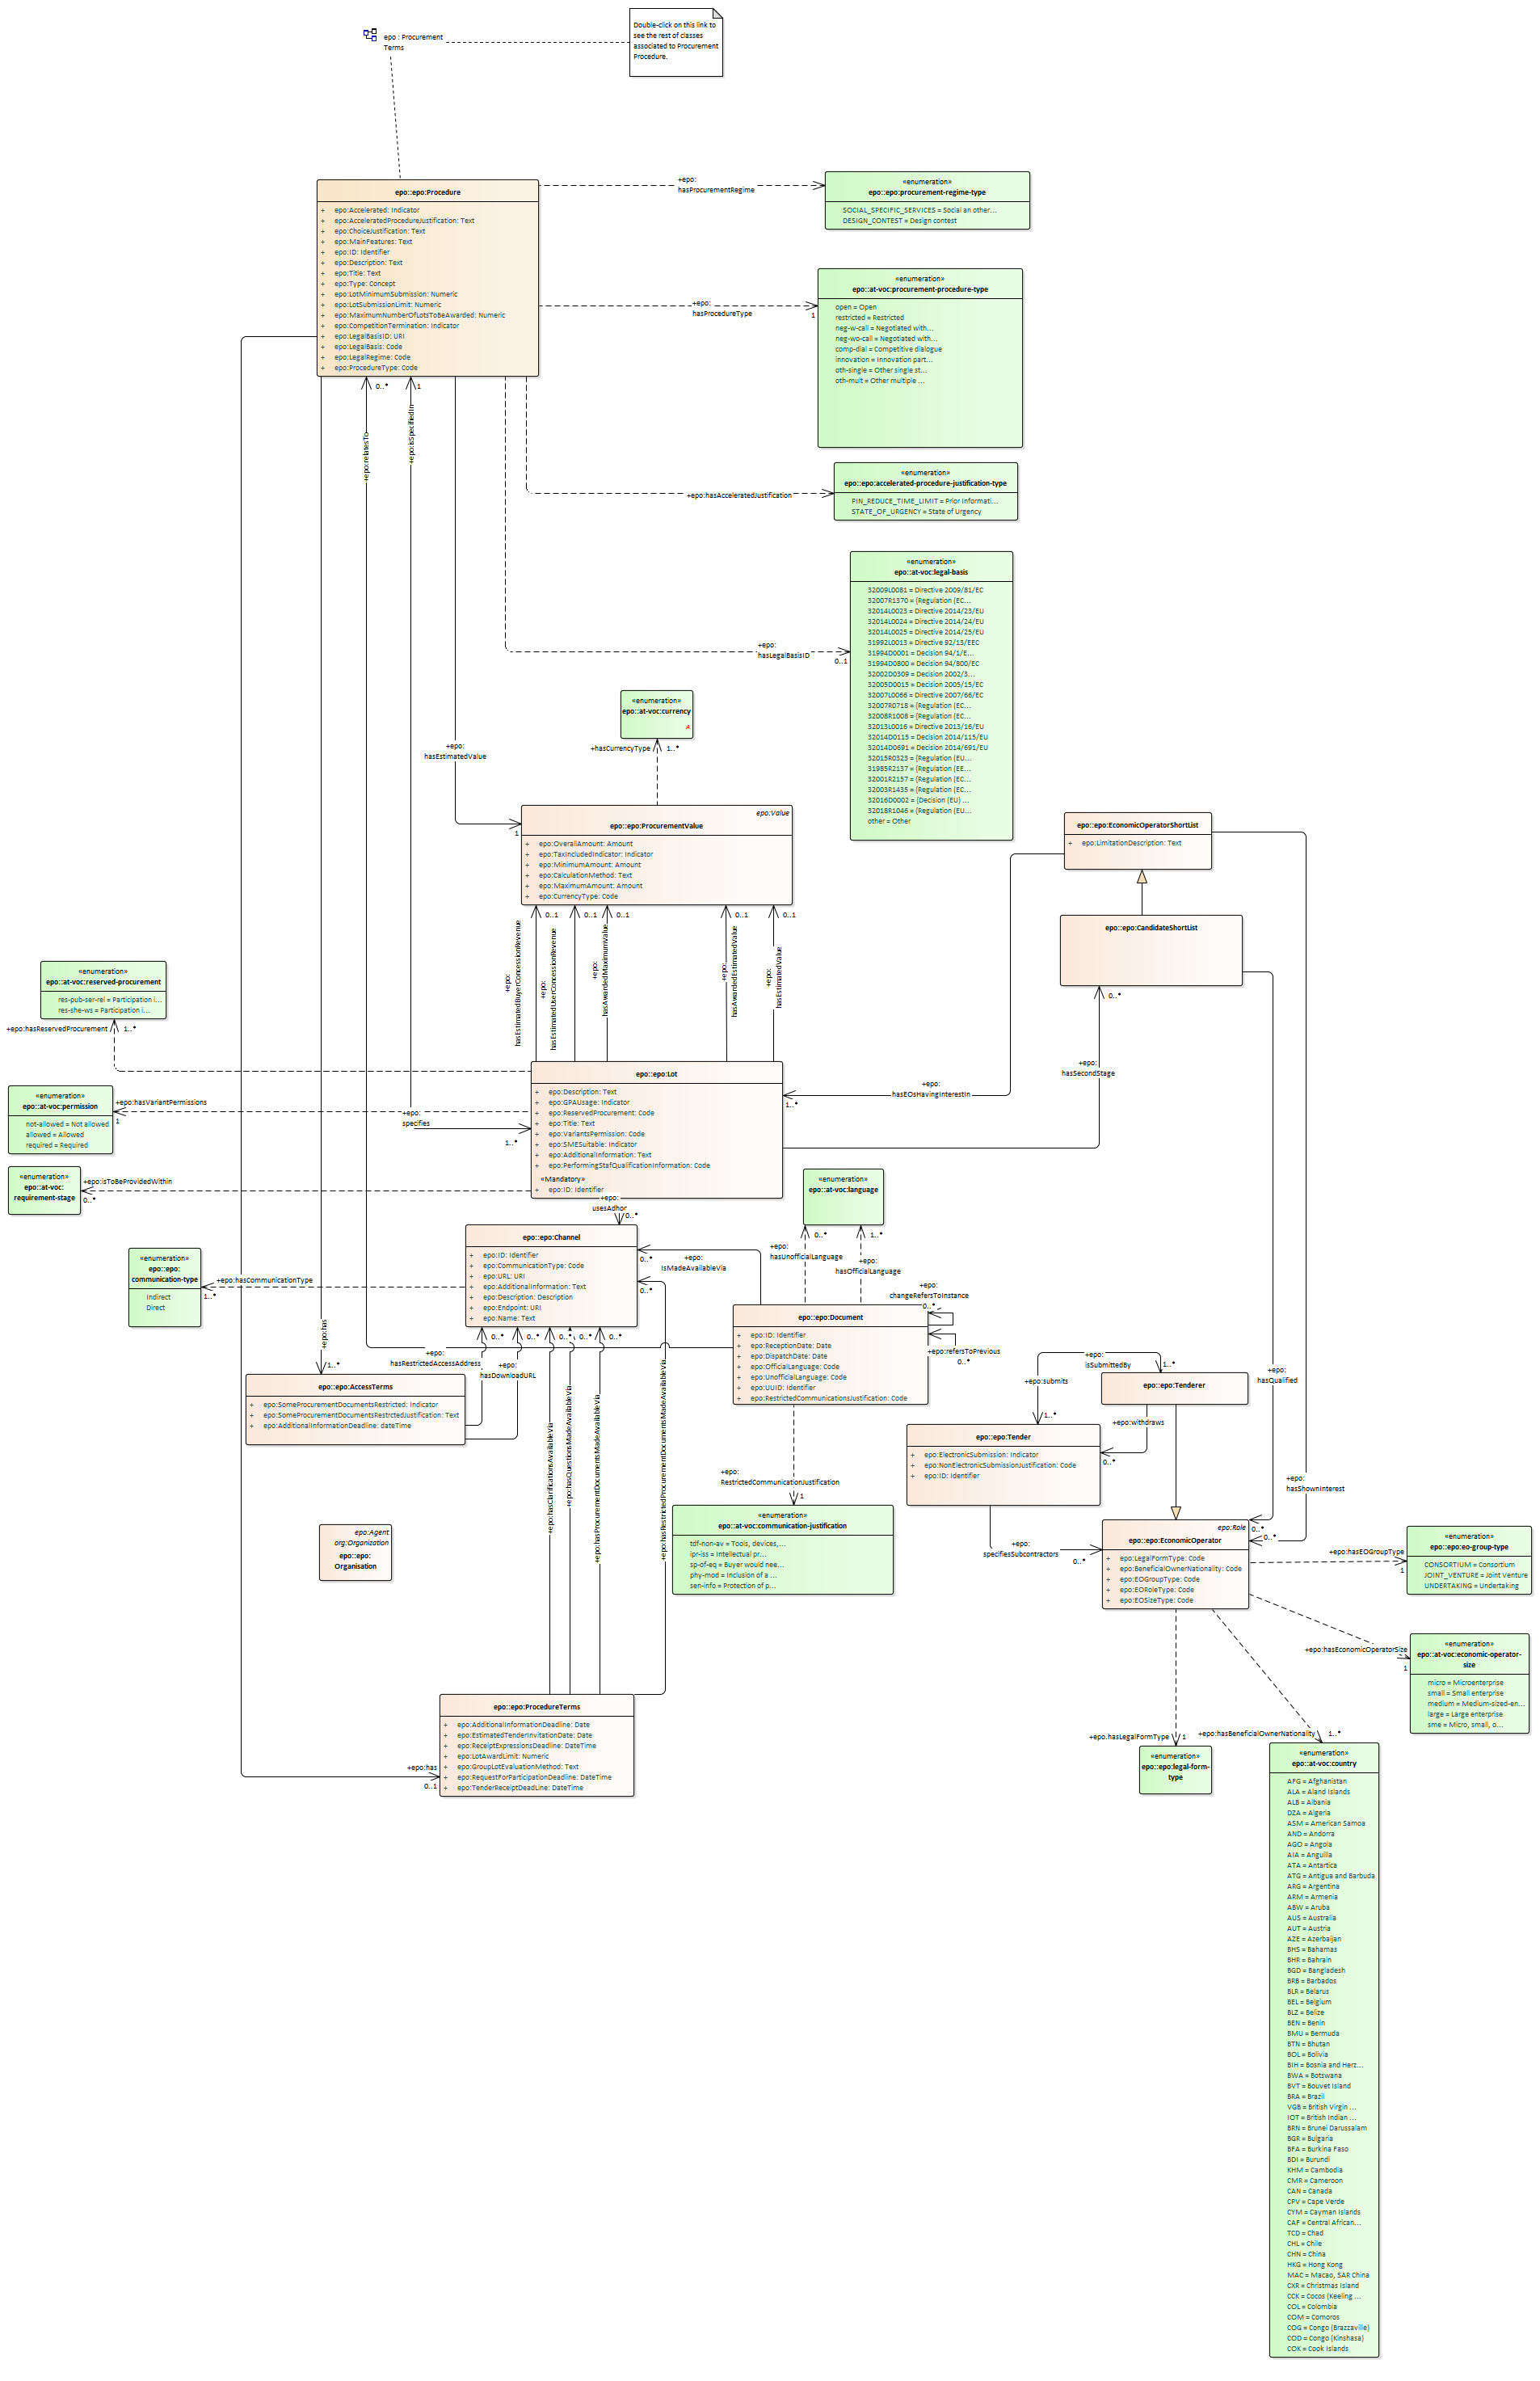 epo : Procurement
Terms
Double-click on this link to
see the rest of classes
associated to Procurement
Procedure.
epo::epo:Procedure
+ epo:Accelerated: Indicator
+ epo:AcceleratedProcedureJustification: Text
+ epo:ChoiceJustification: Text
+ epo:MainFeatures: Text
+ epo:ID: Identifier
+ epo:Description: Text
+ epo:Title: Text
+ epo:Type: Concept
+ epo:LotMinimumSubmission: Numeric
+ epo:LotSubmissionLimit: Numeric
+ epo:MaximumNumberOfLotsToBeAwarded: Numeric
+ epo:CompetitionTermination: Indicator
+ epo:LegalBasisID: URI
+ epo:LegalBasis: Code
+ epo:LegalRegime: Code
+ epo:ProcedureType: Code
+epo:
hasProcurementRegime
«enumeration»
epo::epo:procurement-regime-type
SOCIAL_SPECIFIC_SERVICES = Social an other...
DESIGN_CONTEST = Design contest
+epo:
hasProcedureType
1
«enumeration»
epo::at-voc:procurement-procedure-type
open = Open
restricted = Restricted
neg-w-call = Negotiated with...
neg-wo-call = Negotiated with...
comp-dial = Competitive dialogue
innovation = Innovation part...
oth-single = Other single st...
oth-mult = Other multiple ...
0..*
1
+epo:relatesTo
+epo:isSpecifiedIn
+epo:hasAcceleratedJustification
«enumeration»
epo::epo:accelerated-procedure-justification-type
PIN_REDUCE_TIME_LIMIT = Prior Informati...
STATE_OF_URGENCY = State of Urgency
+epo:
hasLegalBasisID
0..1
«enumeration»
epo::at-voc:legal-basis
32009L0081 = Directive 2009/81/EC
32007R1370 = (Regulation (EC...
32014L0023 = Directive 2014/23/EU
32014L0024 = Directive 2014/24/EU
32014L0025 = Directive 2014/25/EU
31992L0013 = Directive 92/13/EEC
31994D0001 = Decision 94/1/E...
31994D0800 = Decision 94/800/EC
32002D0309 = Decision 2002/3...
32005D0015 = Decision 2005/15/EC
32007L0066 = Directive 2007/66/EC
32007R0718 = (Regulation (EC...
32008R1008 = (Regulation (EC...
32013L0016 = Directive 2013/16/EU
32014D0115 = Decision 2014/115/EU
32014D0691 = Decision 2014/691/EU
32015R0323 = (Regulation (EU...
31985R2137 = (Regulation (EE...
32001R2157 = (Regulation (EC...
32003R1435 = (Regulation (EC...
32016D0002 = (Decision (EU) ...
32018R1046 = (Regulation (EU...
other = Other
«enumeration»
epo::at-voc:currency
A
+hasCurrencyType
1..*
+epo:
hasEstimatedValue
1
epo:Value
epo::epo:ProcurementValue
+ epo:OverallAmount: Amount
+ epo:TaxIncludedIndicator: Indicator
+ epo:MinimumAmount: Amount
+ epo:CalculationMethod: Text
+ epo:MaximumAmount: Amount
+ epo:CurrencyType: Code
0..1
0..1
0..1
0..1
0..1
+epo:
hasEstimatedBuyerConcessionRevenue
+epo:
hasEstimatedUserConcessionRevenue
+epo:
hasAwardedMaximumValue
+epo:
hasAwardedEstimatedValue
+epo:
hasEstimatedValue
epo::epo:EconomicOperatorShortList
+ epo:LimitationDescription: Text
epo::epo:CandidateShortList
0..*
+epo:
hasSecondStage
+epo:
hasEOsHavingInterestIn
1..*
«enumeration»
epo::at-voc:reserved-procurement
res-pub-ser-rei = Participation i...
res-she-ws = Participation i...
+epo:hasReservedProcurement
1..*
«enumeration»
epo::at-voc:permission
not-allowed = Not allowed
allowed = Allowed
required = Required
+epo:hasVariantPermissions
1
«enumeration»
epo::at-voc:
requirement-stage
+epo:isToBeProvidedWithin
0..*
+epo:
specifies
1..*
epo::epo:Lot
+ epo:Description: Text
+ epo:GPAUsage: Indicator
+ epo:ReservedProcurement: Code
+ epo:Title: Text
+ epo:VariantsPermission: Code
+ epo:SMESuitable: Indicator
+ epo:AdditionalInformation: Text
+ epo:PerformingStafQualificationInformation: Code
«Mandatory»
+ epo:ID: Identifier
+epo:
usesAdhor
0..*
«enumeration»
epo::epo:
communication-type
Indirect
Direct
+epo:hasCommunicationType
1..*
epo::epo:Channel
+ epo:ID: Identifier
+ epo:CommunicationType: Code
+ epo:URL: URI
+ epo:AdditionalInformation: Text
+ epo:Description: Description
+ epo:Endpoint: URI
+ epo:Name: Text
0..*
0..*
0..*
0..*
0..*
0..*
+epo:
IsMadeAvailableVia
0..*
«enumeration»
epo::at-voc:language
0..*
1..*
+epo:
hasUnofficialLanguage
+epo:
hasOfficialLanguage
+epo:
changeRefersToInstance
0..*
epo::epo:Document
+ epo:ID: Identifier
+ epo:ReceptionDate: Date
+ epo:DispatchDate: Date
+ epo:OfficialLanguage: Code
+ epo:UnofficialLanguage: Code
+ epo:UUID: Identifier
+ epo:RestrictedCommunicationsJustification: Code
+epo:refersToPrevious
0..*
+epo:has
1..*
+epo:
hasRestrictedAccessAddress
+epo:
hasDownloadURL
epo::epo:AccessTerms
+ epo:SomeProcurementDocumentsRestricted: Indicator
+ epo:SomeProcurementDocumentsRestrctedJustification: Text
+ epo:AdditionalInformationDeadline: dateTime
+epo:hasClarificationsAvailableVia
+epo:hasQuestionsMadeAvailableVia
+epo:hasProcurementDocumentsMadeAvailableVia
+epo:hasRestrictedProcurementDocumentsMadeAvailableVia
+epo:
RestrictedCommunicationJustification
1
«enumeration»
epo::at-voc:communication-justification
tdf-non-av = Tools, devices,...
ipr-iss = Intellectual pr...
sp-of-eq = Buyer would nee...
phy-mod = Inclusion of a ...
sen-info = Protection of p...
+epo:
isSubmittedBy
1..*
+epo:submits
1..*
epo::epo:Tenderer
+epo:withdraws
0..*
epo::epo:Tender
+ epo:ElectronicSubmission: Indicator
+ epo:NonElectronicSubmissionJustification: Code
+ epo:ID: Identifier
+epo:
hasQualified
0..*
+epo:
hasShownInterest
0..*
+epo:
specifiesSubcontractors
0..*
epo:Role
epo::epo:EconomicOperator
+ epo:LegalFormType: Code
+ epo:BeneficialOwnerNationality: Code
+ epo:EOGroupType: Code
+ epo:EORoleType: Code
+ epo:EOSizeType: Code
+epo:hasEOGroupType
1
«enumeration»
epo::epo:eo-group-type
CONSORTIUM = Consortium
JOINT_VENTURE = Joint Venture
UNDERTAKING = Undertaking
+epo:hasEconomicOperatorSize
1
«enumeration»
epo::at-voc:economic-operator-
size
micro = Microenterprise
small = Small enterprise
medium = Medium-sized-en...
large = Large enterprise
sme = Micro, small, o...
epo:Agent
org:Organization
epo::epo:
Organisation
+epo:has
0..1
epo::epo:ProcedureTerms
+ epo:AdditionalInformationDeadline: Date
+ epo:EstimatedTenderInvitationDate: Date
+ epo:ReceiptExpressionsDeadline: DateTime
+ epo:LotAwardLimit: Numeric
+ epo:GroupLotEvaluationMethod: Text
+ epo:RequestForParticipationDeadline: DateTime
+ epo:TenderReceiptDeadLine: DateTime
+epo.hasLegalFormType
1
«enumeration»
epo::epo:legal-form-
type
+epo:hasBeneficialOwnerNationality
1..*
«enumeration»
epo::at-voc:country
AFG = Afghanistan
ALA = Aland Islands
ALB = Albania
DZA = Algeria
ASM = American Samoa
AND = Andorra
AGO = Angola
AIA = Anguilla
ATA = Antartica
ATG = Antigua and Barbuda
ARG = Argentina
ARM = Armenia
ABW = Aruba
AUS = Australia
AUT = Austria
AZE = Azerbaijan
BHS = Bahamas
BHR = Bahrain
BGD = Bangladesh
BRB = Barbados
BLR = Belarus
BEL = Belgium
BLZ = Belize
BEN = Benin
BMU = Bermuda
BTN = Bhutan
BOL = Bolivia
BIH = Bosnia and Herz...
BWA = Botswana
BVT = Bouvet Island
BRA = Brazil
VGB = British Virgin ...
IOT = British Indian ...
BRN = Brunei Darussalam
BGR = Bulgaria
BFA = Burkina Faso
BDI = Burundi
KHM = Cambodia
CMR = Cameroon
CAN = Canada
CPV = Cape Verde
CYM = Cayman Islands
CAF = Central African...
TCD = Chad
CHL = Chile
CHN = China
HKG = Hong Kong
MAC = Macao, SAR China
CXR = Christmas Island
CCK = Cocos (Keeling ...
COL = Colombia
COM = Comoros
COG = Congo (Brazzaville)
COD = Congo (Kinshasa)
COK = Cook Islands